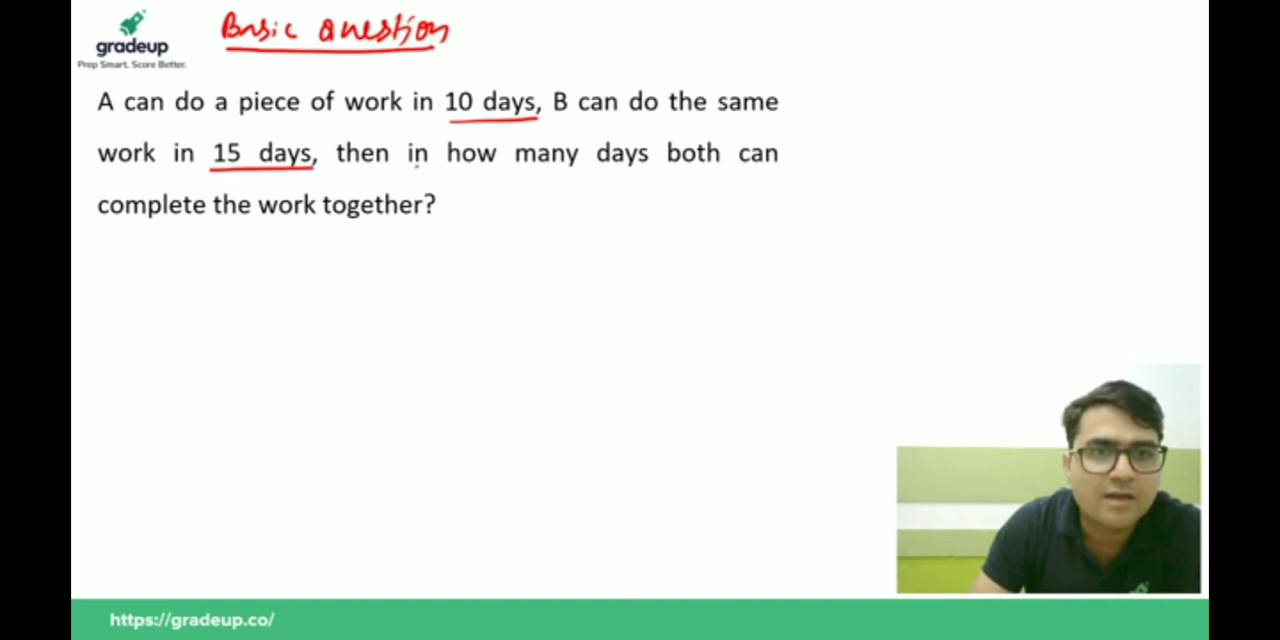 Basic Question
gradeup
Prep Smart. Score Better.
A can do a piece of work in 10 days, B can do the same
work in 15 days, then in how many days both can
complete the work together?
https://gradeup.co/